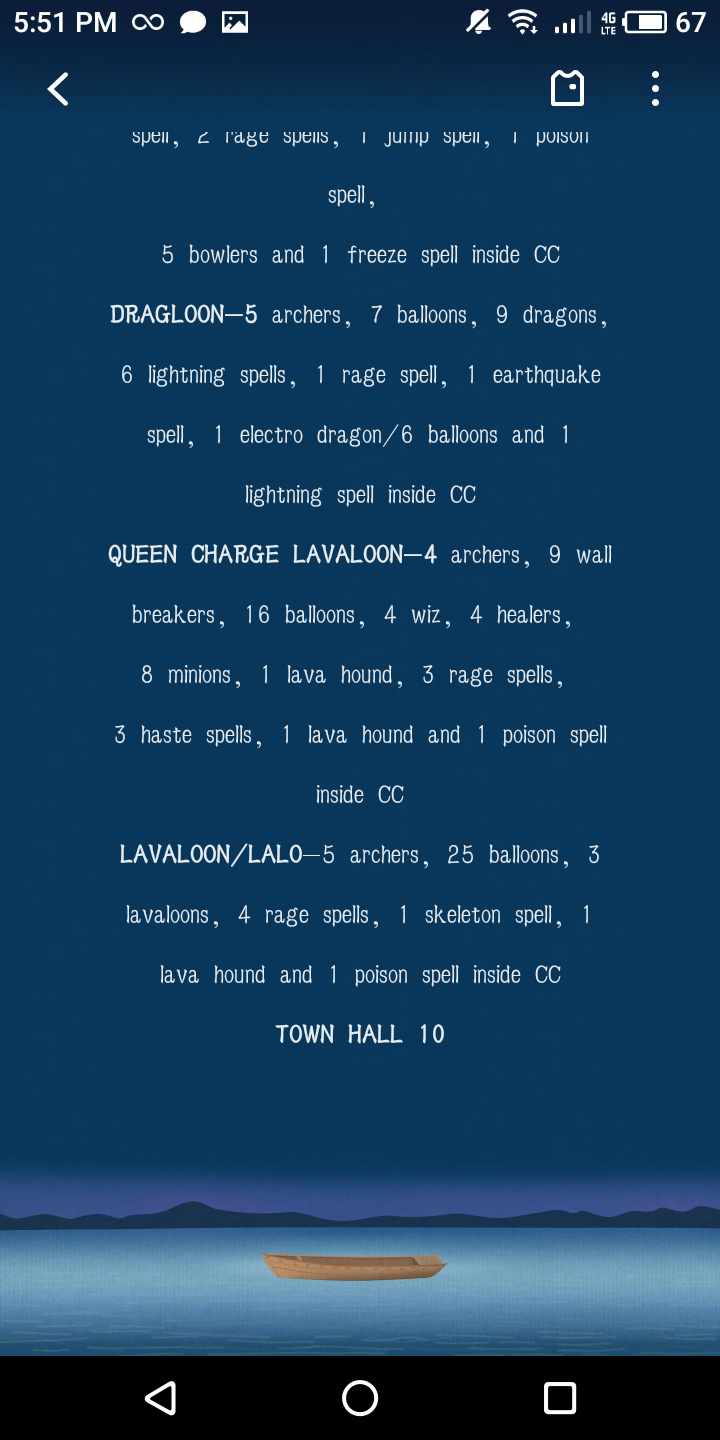 5:51 PM 4G LTE 67
spell, 2 rage spells, 1 jump spell, 1 poison
spell,
5 bowlers and 1 freeze spell inside CC
DRAGLOON—5 archers, 7 balloons, 9 dragons,
6 lightning spells, 1 rage spell, 1 earthquake
spell, 1 electro dragon/6 balloons and 1
lightning spell inside CC
QUEEN CHARGE LAVALOON—4 archers, 9 wall
breakers, 16 balloons, 4 wiz, 4 healers,
8 minions, 1 lava hound, 3 rage spells,
3 haste spells, 1 lava hound and 1 poison spell
inside CC
LAVALOON/LALO—5 archers, 25 balloons, 3
lavaloons, 4 rage spells, 1 skeleton spell, 1
lava hound and 1 poison spell inside CC
TOWN HALL 10